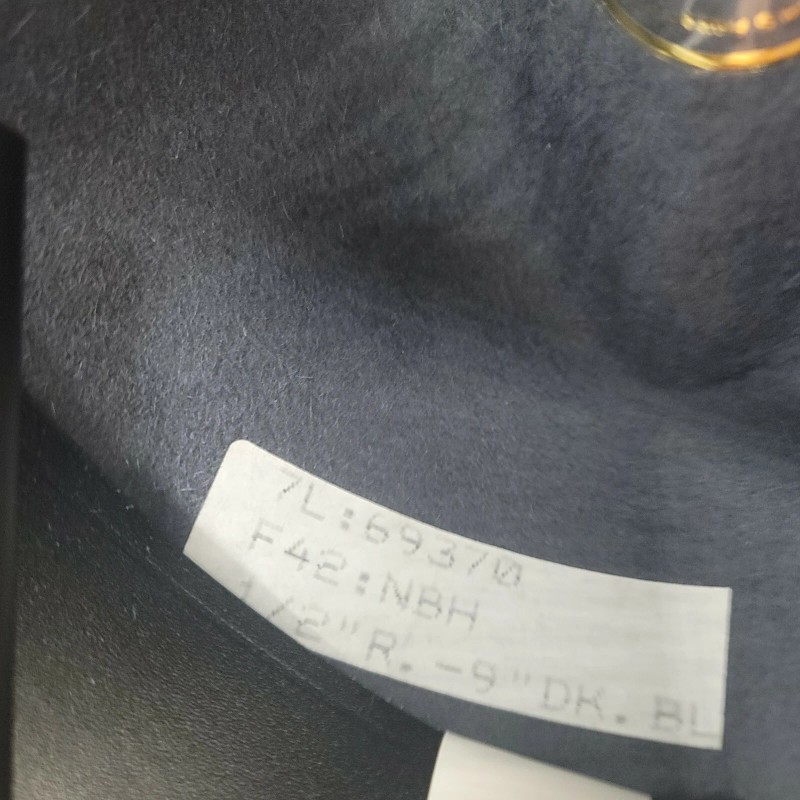 7L:69370
F42:NBH
1/2" R. -9" DK. BL